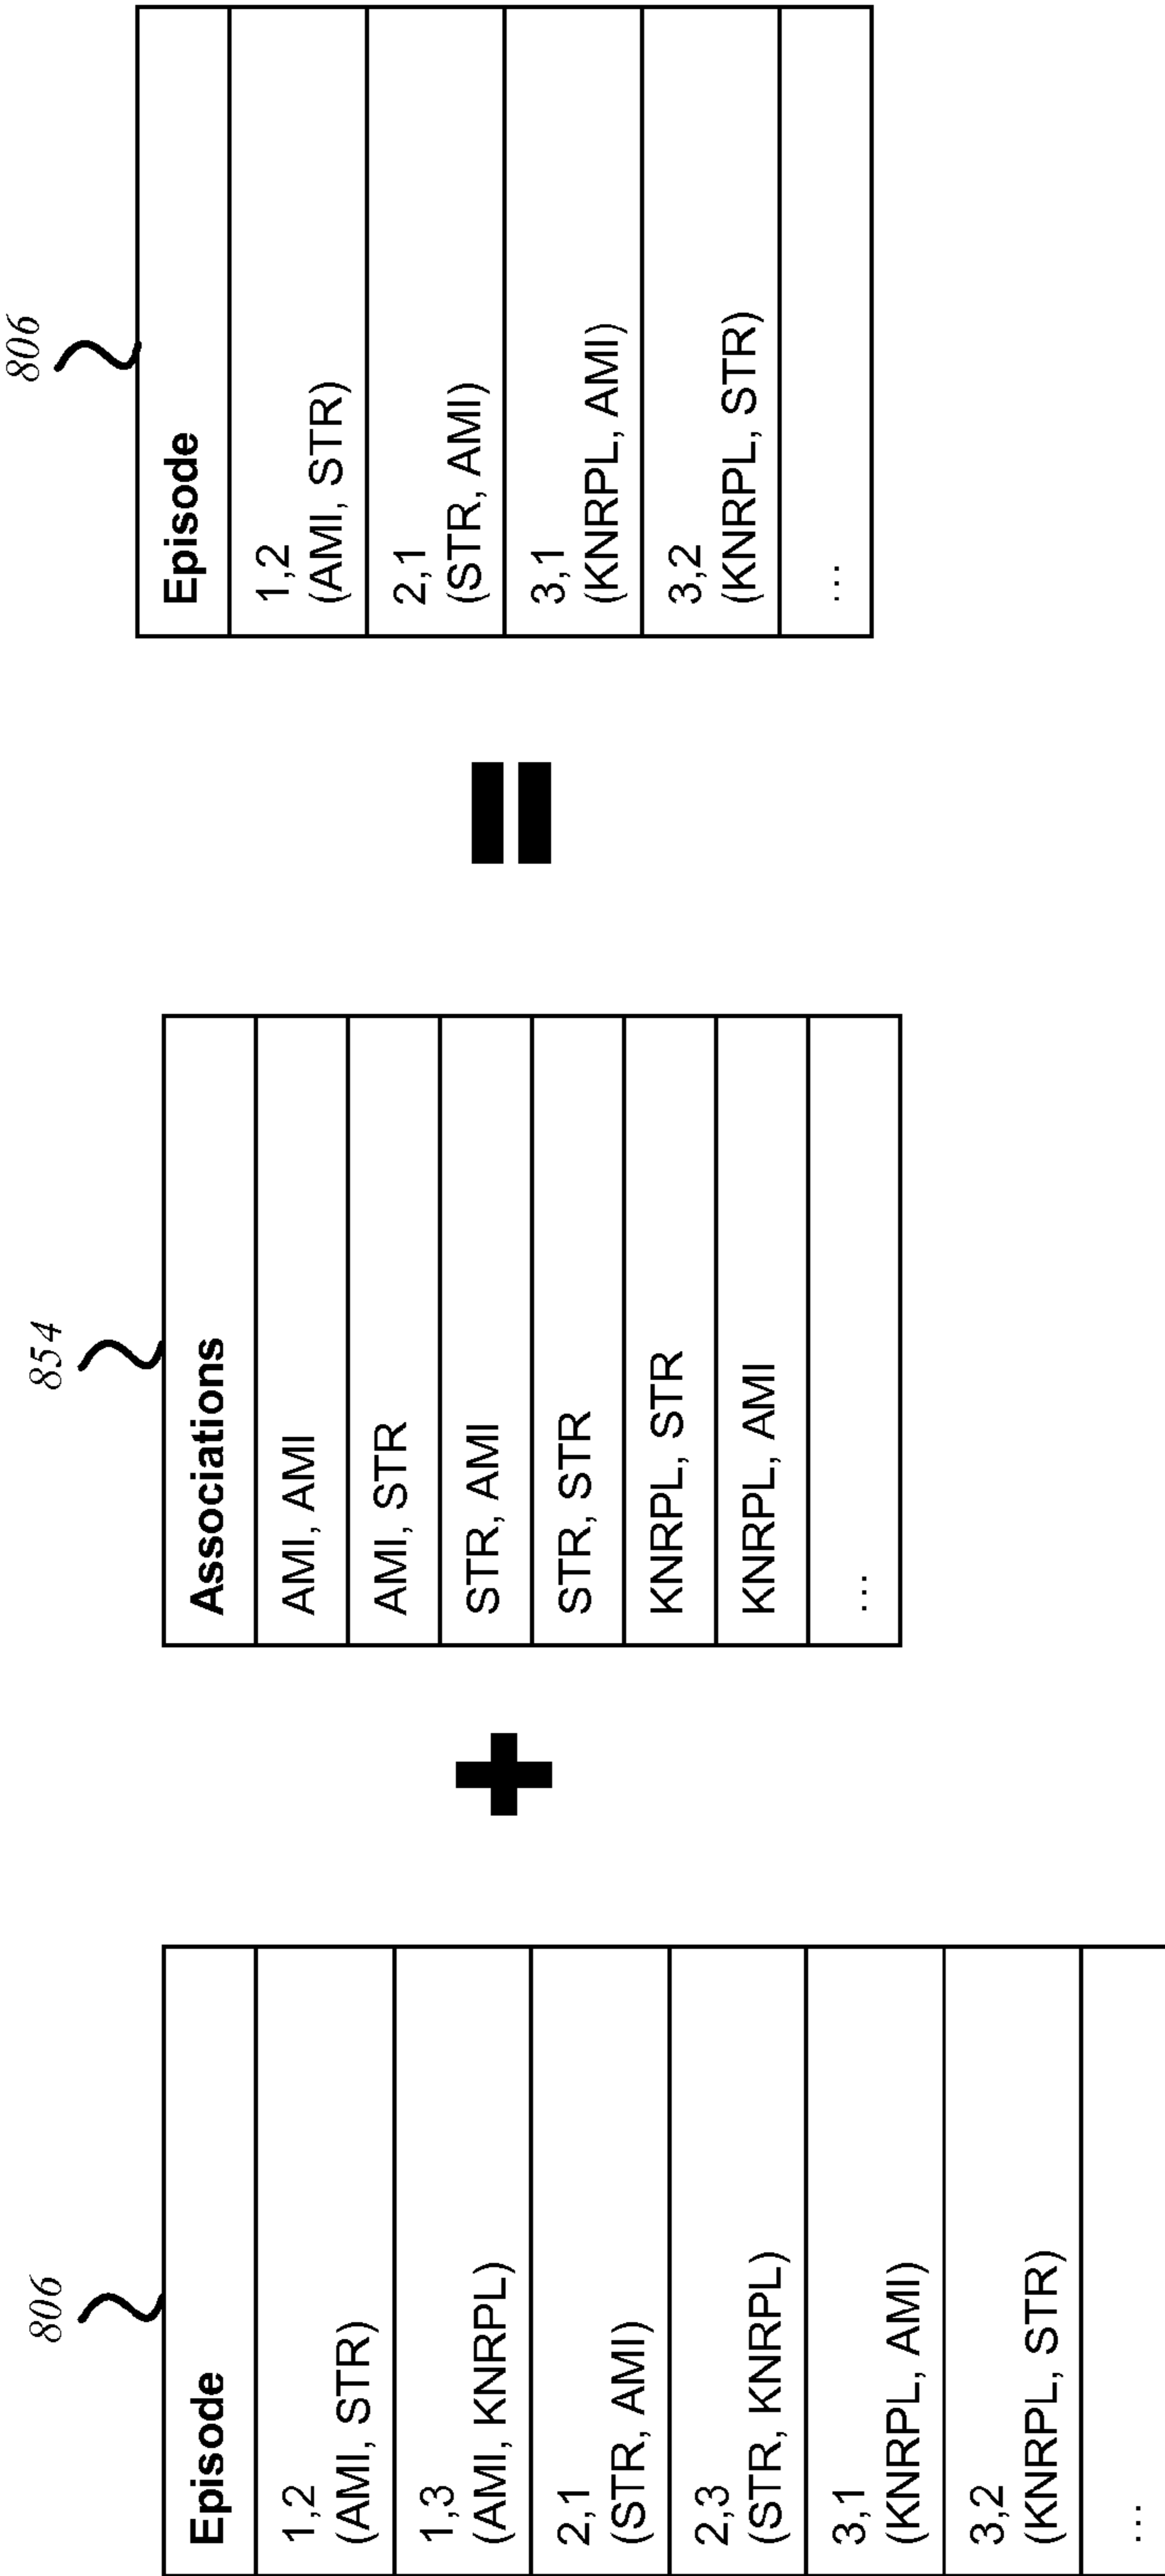 806
Episode
1,2
(AMI, STR)
1,3
(AMI, KNRPL)
2,1
(STR, AMI)
2,3
(STR, KNRPL)
3,1
(KNRPL, AMI)
3,2
(KNRPL, STR)
...
+
854
Associations
AMI, AMI
AMI, STR
STR, AMI
STR, STR
KNRPL, STR
KNRPL, AMI
...
=
806
Episode
1,2
(AMI, STR)
2,1
(STR, AMI)
3,1
(KNRPL, AMI)
3,2
(KNRPL, STR)
...